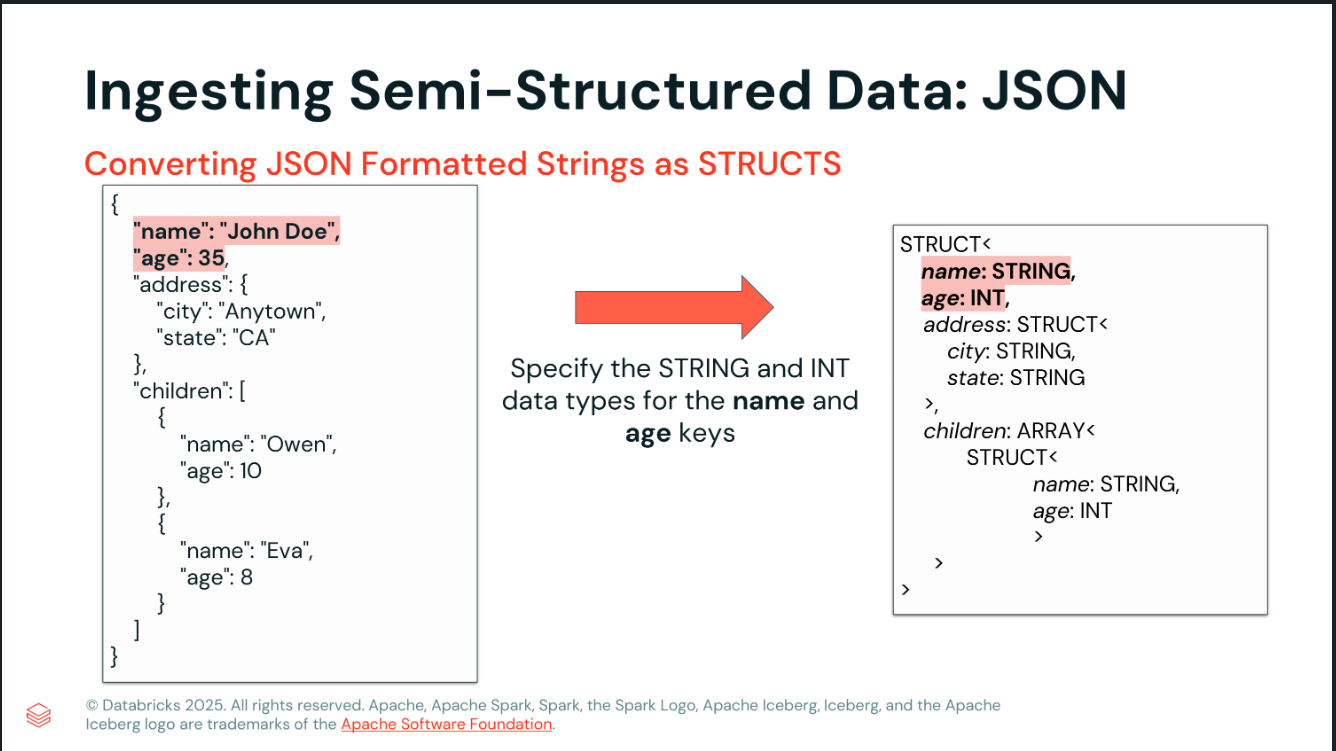 Ingesting Semi-Structured Data: JSON
Converting JSON Formatted Strings as STRUCTS
{
"name": "John Doe",
"age": 35,
"address": {
"city": "Anytown",
"state": "CA"
},
"children": [
{
"name": "Owen",
"age": 10
},
{
"name": "Eva",
"age": 8
}
]
}
Specify the STRING and INT
data types for the name and
age keys
STRUCT<
name: STRING,
age: INT,
address: STRUCT<
city: STRING,
state: STRING
>,
children: ARRAY<
STRUCT<
name: STRING,
age: INT
>
>
>
© Databricks 2025. All rights reserved. Apache, Apache Spark, Spark, the Spark Logo, Apache Iceberg, Iceberg, and the Apache
Iceberg logo are trademarks of the Apache Software Foundation.